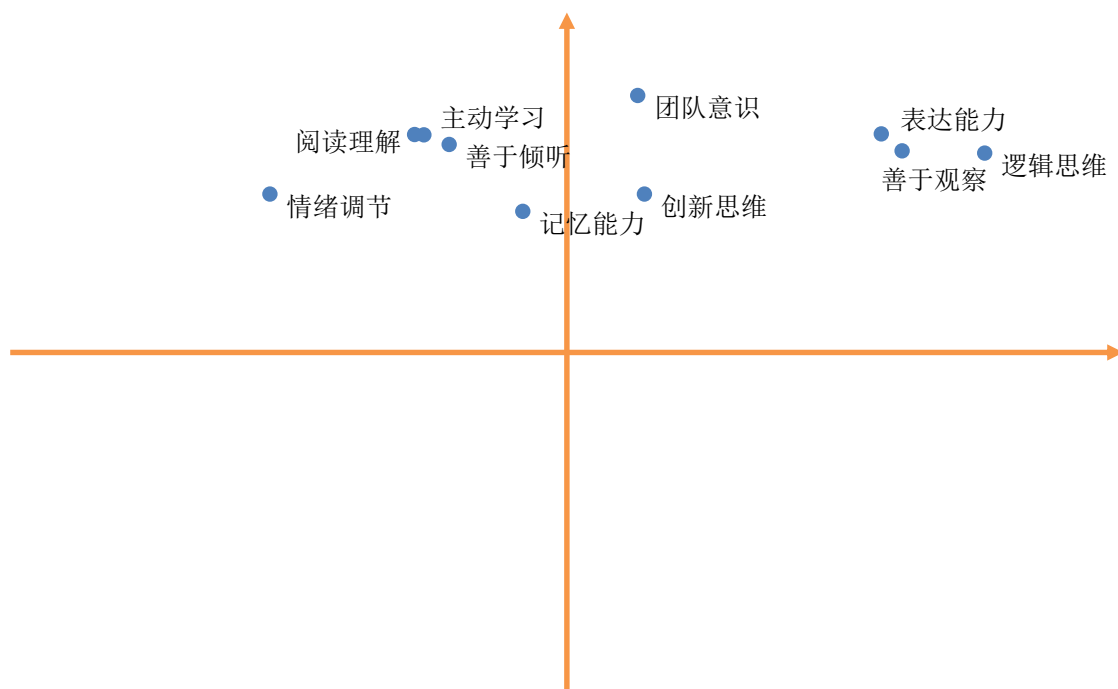 团队意识
表达能力
主动学习
阅读理解
善于倾听
逻辑思维
善于观察
情绪调节
创新思维
记忆能力